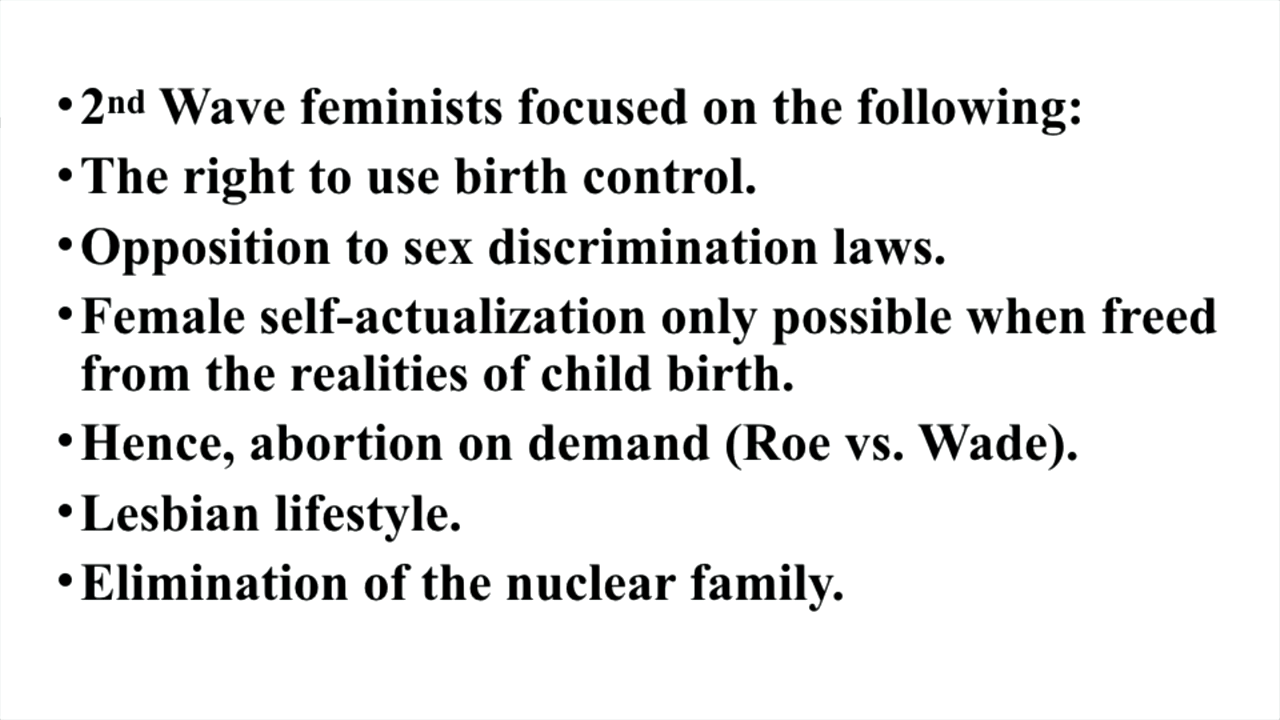 • 2nd Wave feminists focused on the following:
• The right to use birth control.
• Opposition to sex discrimination laws.
• Female self-actualization only possible when freed
from the realities of child birth.
• Hence, abortion on demand (Roe vs. Wade).
• Lesbian lifestyle.
• Elimination of the nuclear family.